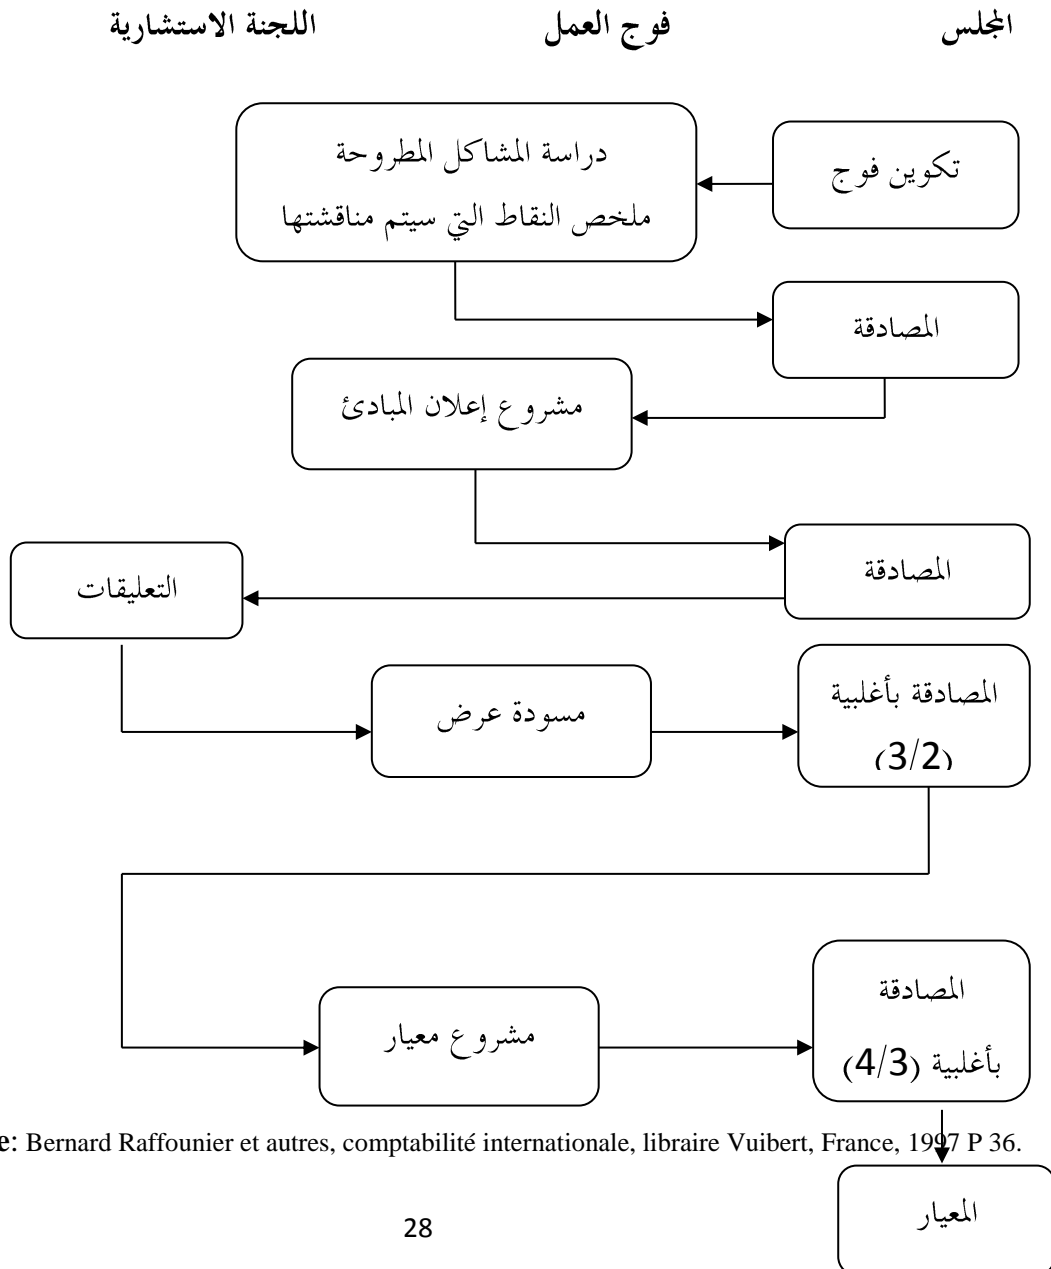 المجلس فوج العمل اللجنة الاستشارية
تكوين فوج
دراسة المشاكل المطروحة
ملخص النقاط التي سيتم مناقشتها
المصادقة
مشروع إعلان المبادئ
المصادقة
التعليقات
المصادقة بأغلبية
(3/2)
مسودة عرض
المصادقة
بأغلبية (4/3)
مشروع معيار
e: Bernard Raffounier et autres, comptabilité internationale, libraire Vuibert, France, 1997 P 36.
المعيار
28